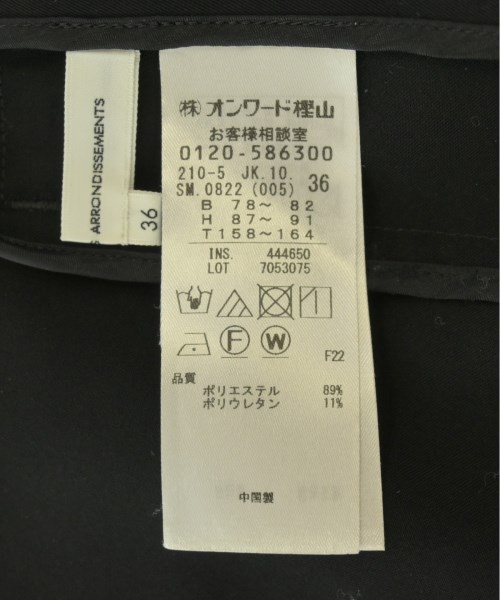 ARRONDISSEMENTS
36
㈱ オンワード樫山
お客様相談室
0120-586300
210-5 JK.10.
SM.0822 (005) 36
B 78~ 82
H 87~ 91
T158~164
INS. 444650
LOT 7053075
F W
F22
品質
ポリエステル 89%
ポリウレタン 11%
中国製